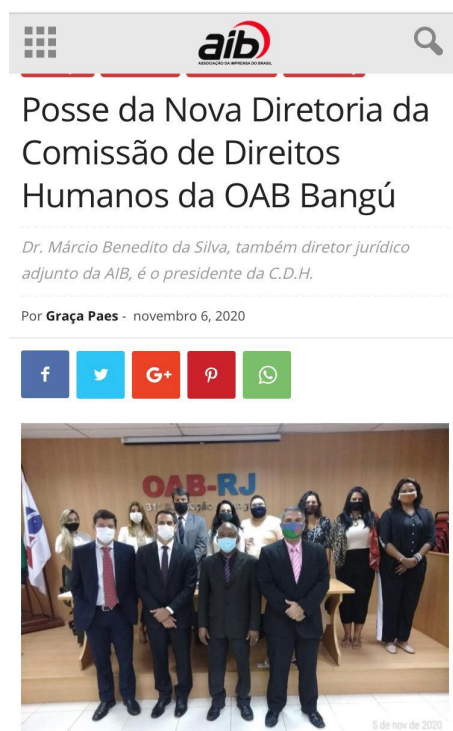 aib
ASSOCIAÇÃO DA IMPRENSA DO BRASIL
Posse da Nova Diretoria da
Comissão de Direitos
Humanos da OAB Bangú
Dr. Márcio Benedito da Silva, também diretor jurídico
adjunto da AIB, é o presidente da C.D.H.
Por Graça Paes - novembro 6, 2020
f
G+
OAB-RJ
31
5 de nov de 2020